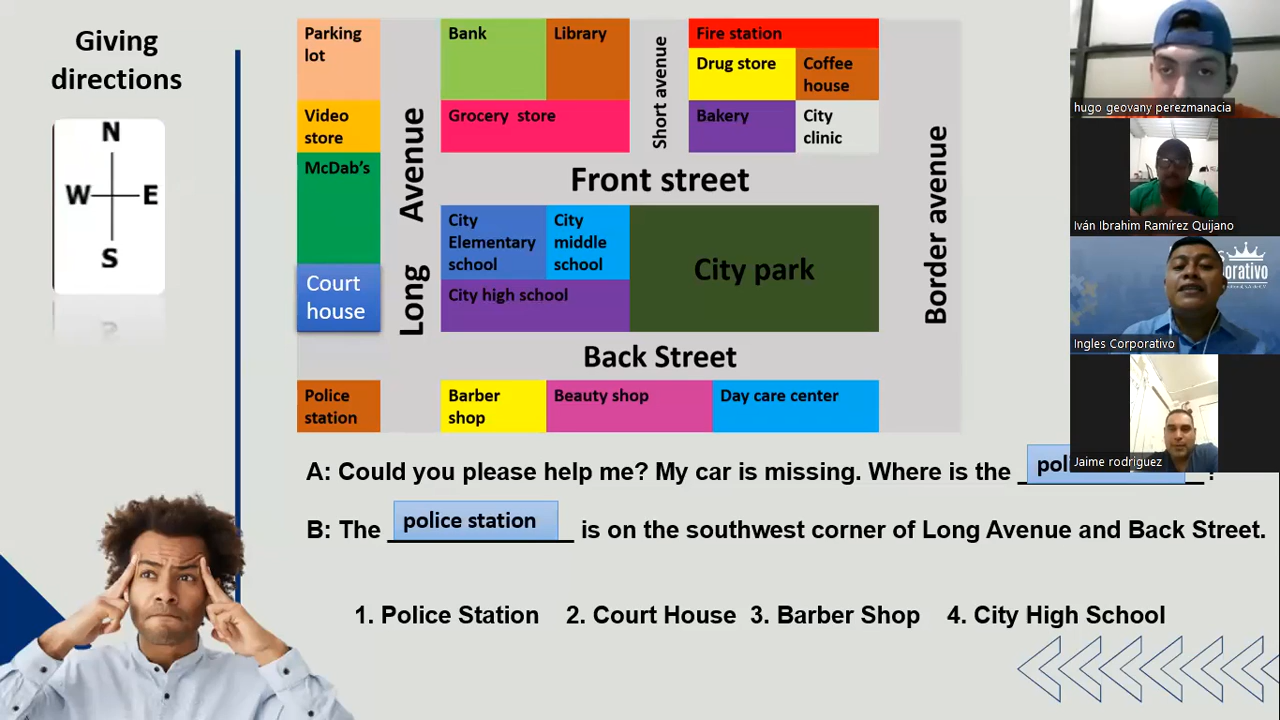 Giving
directions
N
W E
S
Parking
lot
Video
store
McDab's
Court
house
Police
station
Long Avenue
Bank
Library
Grocery store
Short avenue
Fire station
Drug store
Coffee
house
Bakery
City
clinic
Front street
City
Elementary
school
City
middle
school
City high school
City park
Border avenue
Back Street
Barber
shop
Beauty shop
Day care center
A: Could you please help me? My car is missing. Where is the ?
B: The police station is on the southwest corner of Long Avenue and Back Street.
1. Police Station 2. Court House 3. Barber Shop 4. City High School
hugo geovany perezmanacia
Iván Ibrahim Ramírez Quijano
Ingles Corporativo
Jaime rodriguez